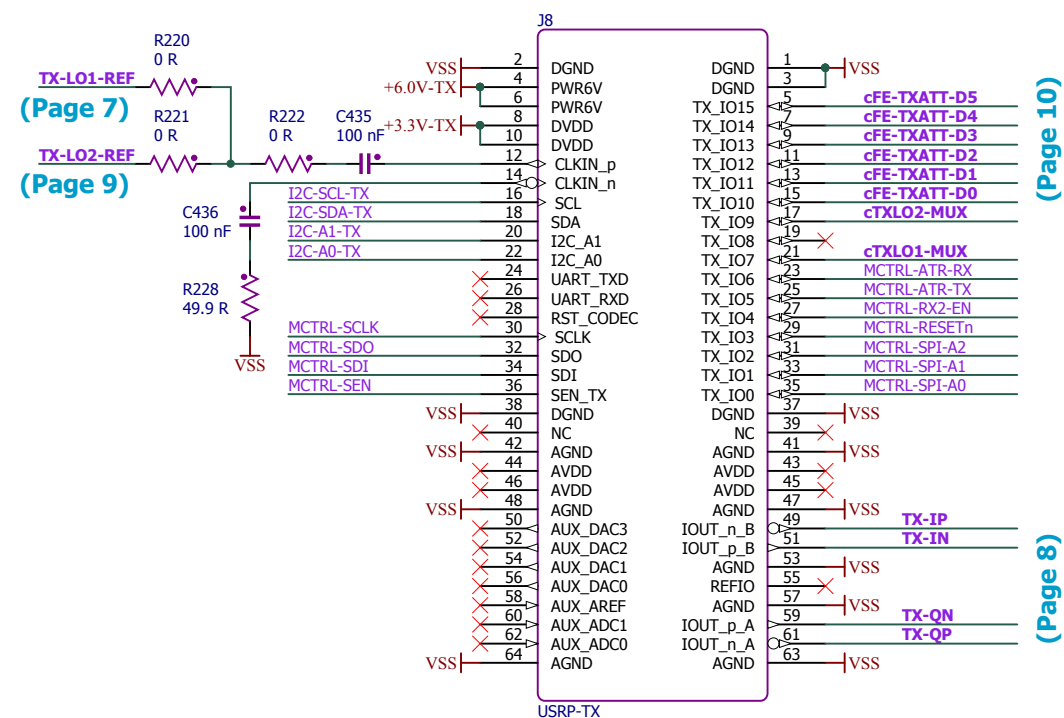 J8
R220
0 R
TX-LO1-REF
(Page 7)
R221
0 R
R222
0 R
C435
100 nF
TX-LO2-REF
(Page 9)
C436
100 nF
R228
49.9 R
VSS
I2C-SCL-TX
I2C-SDA-TX
I2C-A1-TX
I2C-A0-TX
MCTRL-SCLK
MCTRL-SDO
MCTRL-SDI
MCTRL-SEN
VSS 2 DGND
+6.0V-TX 4 PWR6V
6 PWR6V
+3.3V-TX 8 DVDD
10 DVDD
12 CLKIN_p
14 CLKIN_n
16 SCL
18 SDA
20 I2C_A1
22 I2C_A0
24 UART_TXD
26 UART_RXD
28 RST_CODEC
30 SCLK
32 SDO
34 SDI
36 SEN_TX
VSS 38 DGND
40 NC
VSS 42 AGND
44 AVDD
46 AVDD
VSS 48 AGND
50 AUX_DAC3
52 AUX_DAC2
54 AUX_DAC1
56 AUX_DAC0
58 AUX_AREF
60 AUX_ADC1
62 AUX_ADC0
VSS 64 AGND
DGND 1 VSS
DGND 3
TX_IO15 5 cFE-TXATT-D5
TX_IO14 7 cFE-TXATT-D4
TX_IO13 9 cFE-TXATT-D3
TX_IO12 11 cFE-TXATT-D2
TX_IO11 13 cFE-TXATT-D1
TX_IO10 15 cFE-TXATT-D0
TX_IO9 17 cTXLO2-MUX
TX_IO8 19
TX_IO7 21 cTXLO1-MUX
TX_IO6 23 MCTRL-ATR-RX
TX_IO5 25 MCTRL-ATR-TX
TX_IO4 27 MCTRL-RX2-EN
TX_IO3 29 MCTRL-RESETn
TX_IO2 31 MCTRL-SPI-A2
TX_IO1 33 MCTRL-SPI-A1
TX_IO0 35 MCTRL-SPI-A0
DGND 37 VSS
NC 39
AGND 41 VSS
AVDD 43
AVDD 45
AGND 47 VSS
IOUT_n_B 49 TX-IP
IOUT_p_B 51 TX-IN
AGND 53 VSS
REFIO 55
AGND 57 VSS
IOUT_p_A 59 TX-QN
IOUT_n_A 61 TX-QP
AGND 63 VSS
(Page 10)
(Page 8)
USRP-TX